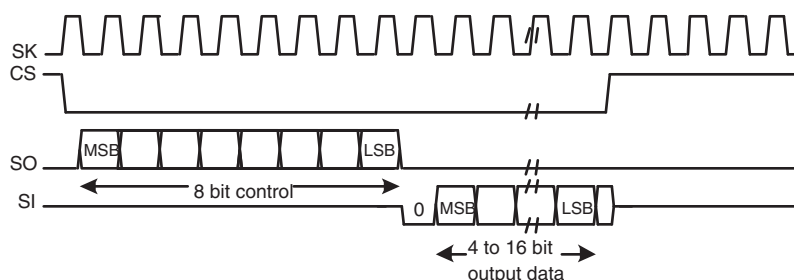 SK
CS
SO MSB LSB
8 bit control
SI 0 MSB LSB
4 to 16 bit
output data